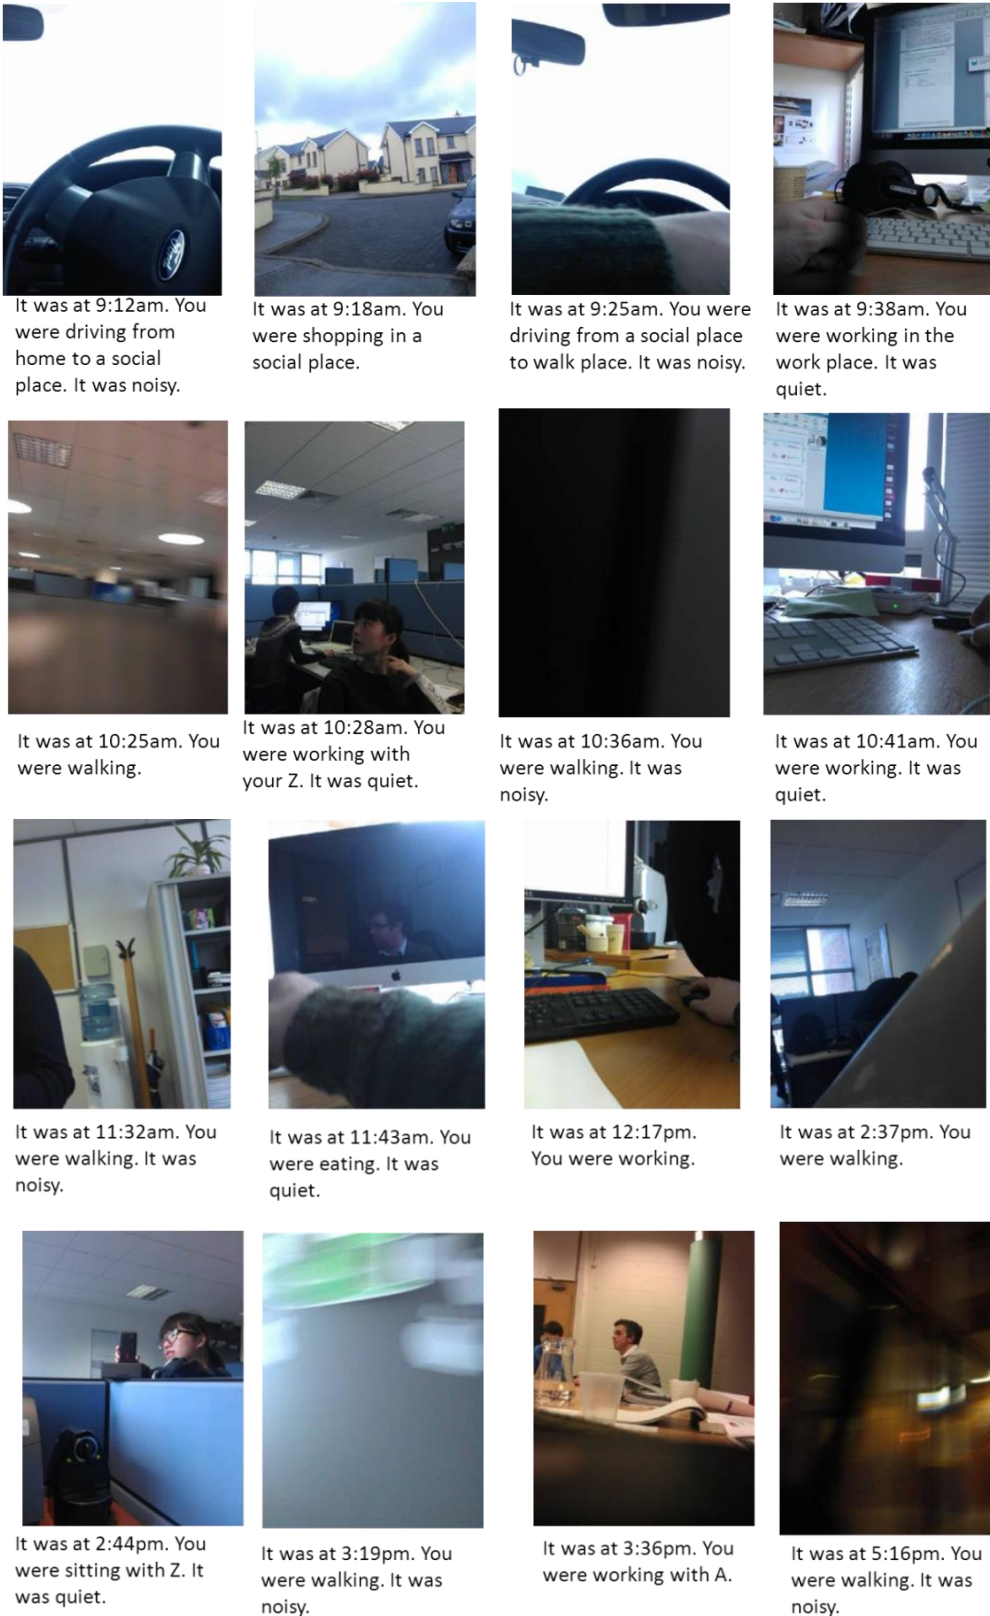 Ford
It was at 9:12am. You
were driving from
home to a social
place. It was noisy.
It was at 9:18am. You
were shopping in a
social place.
It was at 9:25am. You were
driving from a social place
to walk place. It was noisy.
It was at 9:38am. You
were working in the
work place. It was
quiet.
It was at 10:25am. You
were walking.
It was at 10:28am. You
were working with
your Z. It was quiet.
It was at 10:36am. You
were walking. It was
noisy.
It was at 10:41am. You
were working. It was
quiet.
It was at 11:32am. You
were walking. It was
noisy.
It was at 11:43am. You
were eating. It was
quiet.
It was at 12:17pm.
You were working.
It was at 2:37pm. You
were walking.
It was at 2:44pm. You
were sitting with Z. It
was quiet.
It was at 3:19pm. You
were walking. It was
noisy.
It was at 3:36pm. You
were working with A.
It was at 5:16pm. You
were walking. It was
noisy.